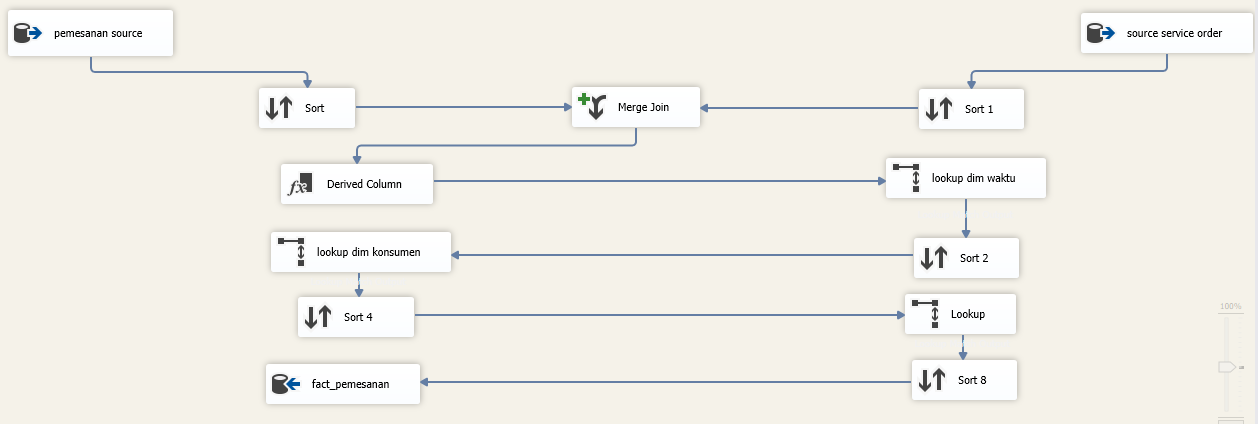 pemesanan source
source service order
Sort
Merge Join
Sort 1
Derived Column
lookup dim waktu
lookup dim konsumen
Sort 2
Sort 4
Lookup
fact_pemesanan
Sort 8
100%